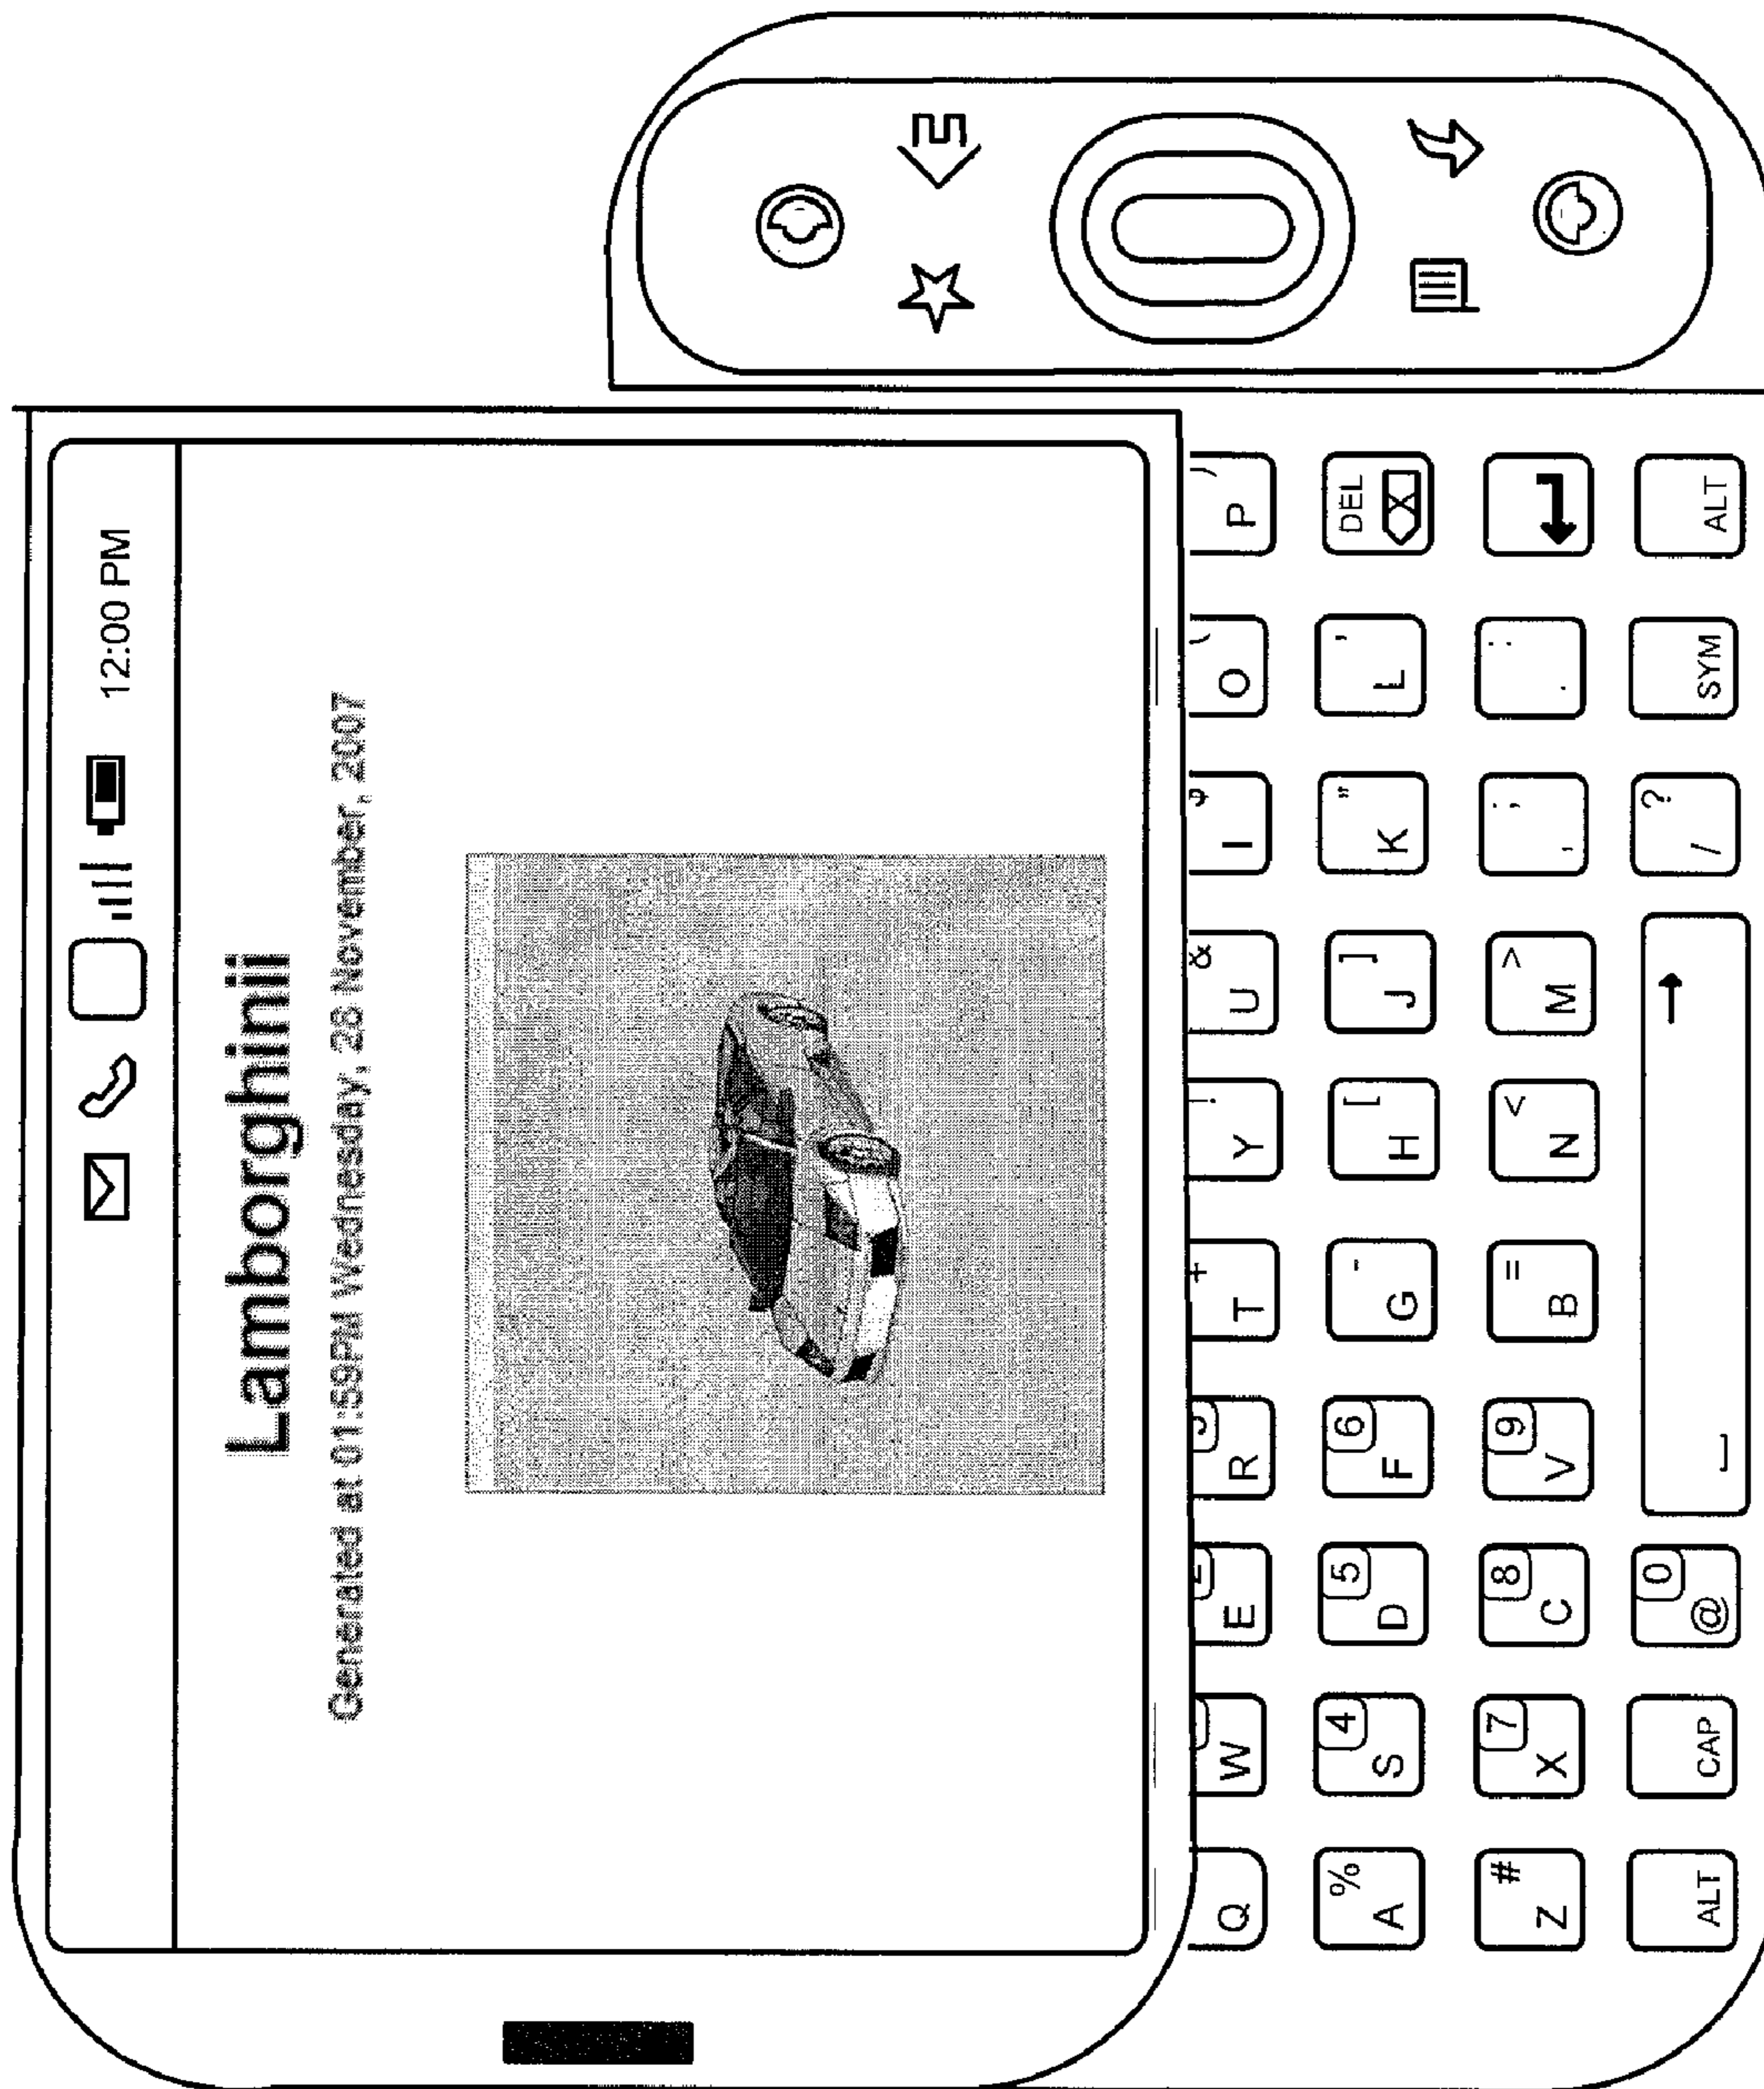 12:00 PM
Lamborghinii
Generated at 01:59PM Wednesday, 28 November, 2007
+ ! & ( )
Q W E R T Y U I O P
% 4 5 6 - [ ] " ' DEL
A S D F G H J K L
# 7 8 9 = < > ; :
Z X C V B N M , .
0 ?
ALT CAP @ / SYM ALT